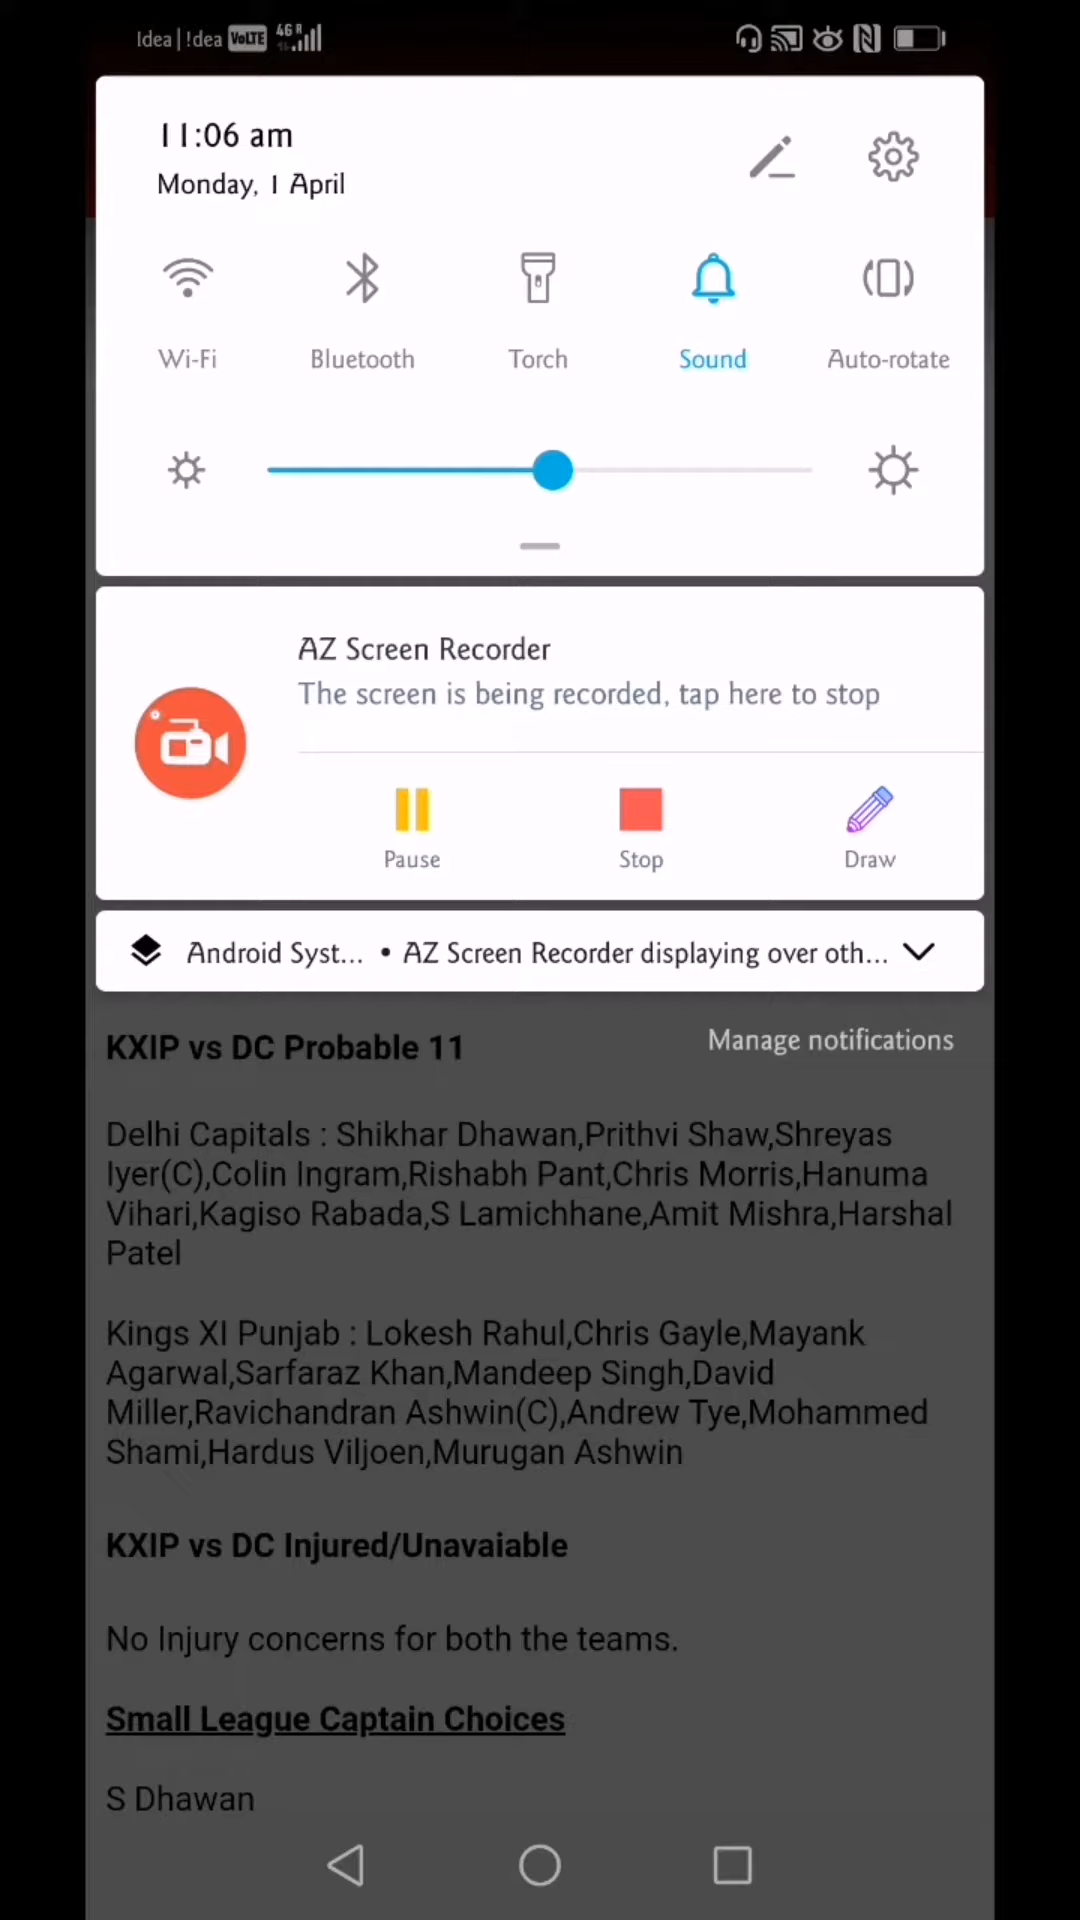 Idea | !dea VoLTE 4G R
11:06 am
Monday, 1 April
Wi-Fi Bluetooth Torch Sound Auto-rotate
AZ Screen Recorder
The screen is being recorded, tap here to stop
Pause Stop Draw
Android Syst... • AZ Screen Recorder displaying over oth...
Manage notifications
KXIP vs DC Probable 11
Delhi Capitals : Shikhar Dhawan,Prithvi Shaw,Shreyas
Iyer(C),Colin Ingram,Rishabh Pant,Chris Morris,Hanuma
Vihari,Kagiso Rabada,S Lamichhane,Amit Mishra,Harshal
Patel
Kings XI Punjab : Lokesh Rahul,Chris Gayle,Mayank
Agarwal,Sarfaraz Khan,Mandeep Singh,David
Miller,Ravichandran Ashwin(C),Andrew Tye,Mohammed
Shami,Hardus Viljoen,Murugan Ashwin
KXIP vs DC Injured/Unavaiable
No Injury concerns for both the teams.
Small League Captain Choices
S Dhawan